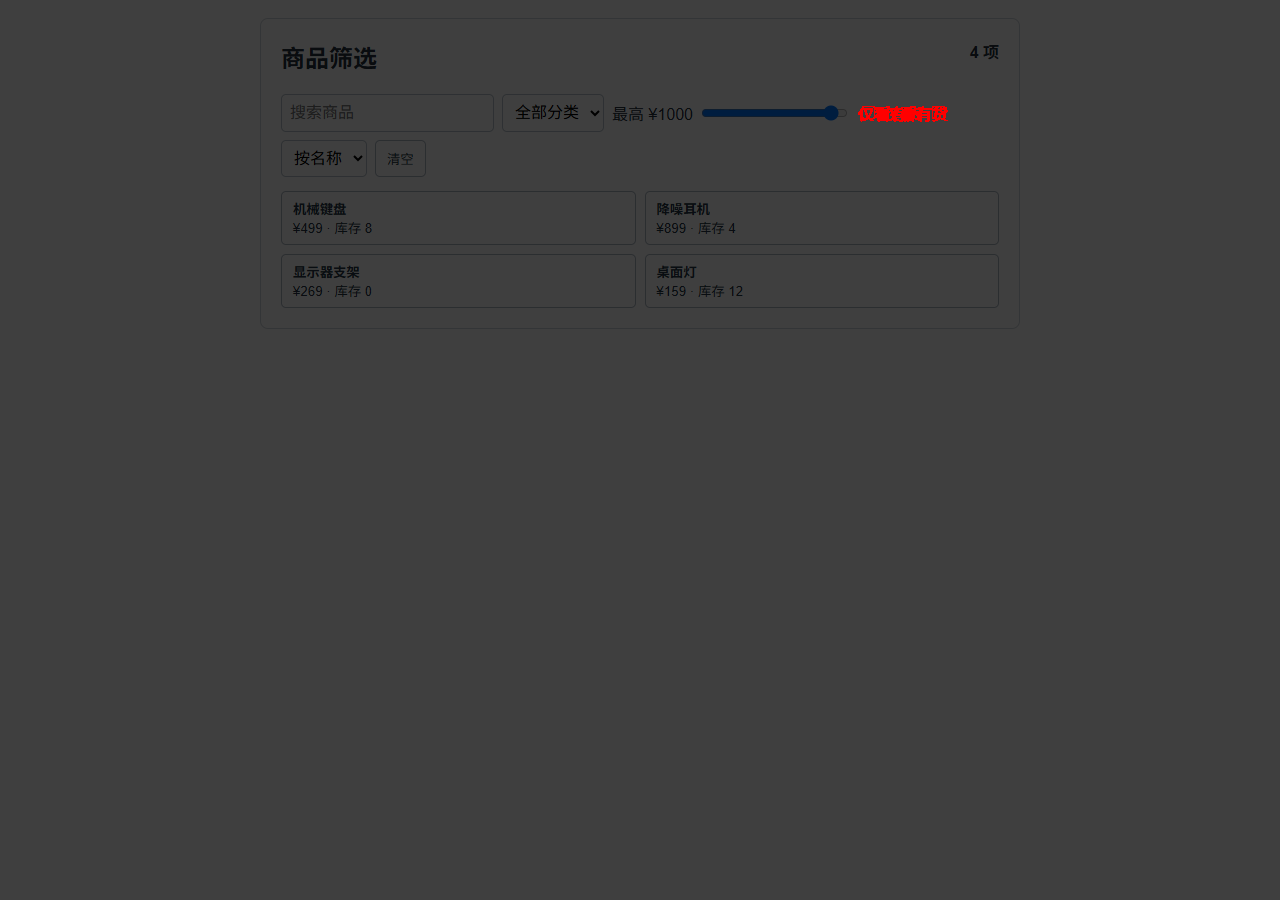 商品筛选
4 项
搜索商品
全部分类
最高 ¥1000
按名称
清空
机械键盘
¥499 · 库存 8
降噪耳机
¥899 · 库存 4
显示器支架
¥269 · 库存 0
桌面灯
¥159 · 库存 12